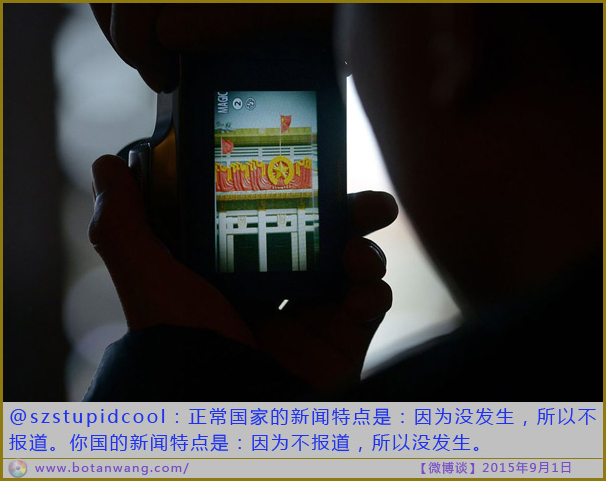 MAGIC
@szstupidcool：正常国家的新闻特点是：因为没发生，所以不
报道。你国的新闻特点是：因为不报道，所以没发生。
www.botanwang.com/
【微博谈】2015年9月1日